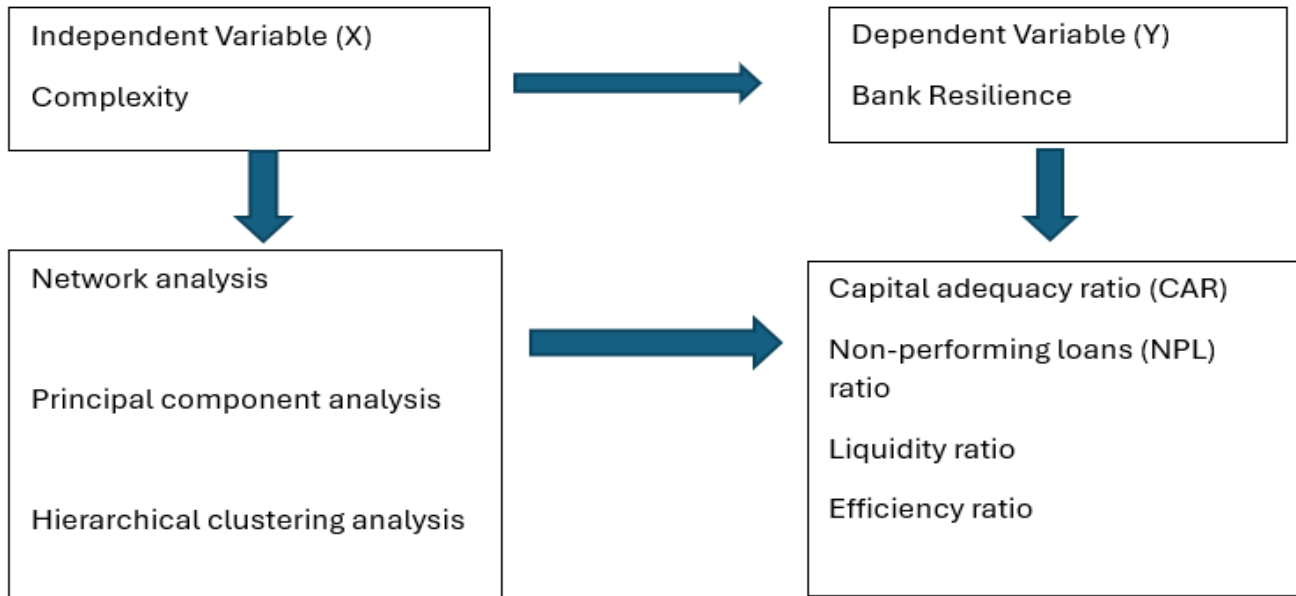 Independent Variable (X)
Complexity
Dependent Variable (Y)
Bank Resilience
Network analysis
Principal component analysis
Hierarchical clustering analysis
Capital adequacy ratio (CAR)
Non-performing loans (NPL)
ratio
Liquidity ratio
Efficiency ratio